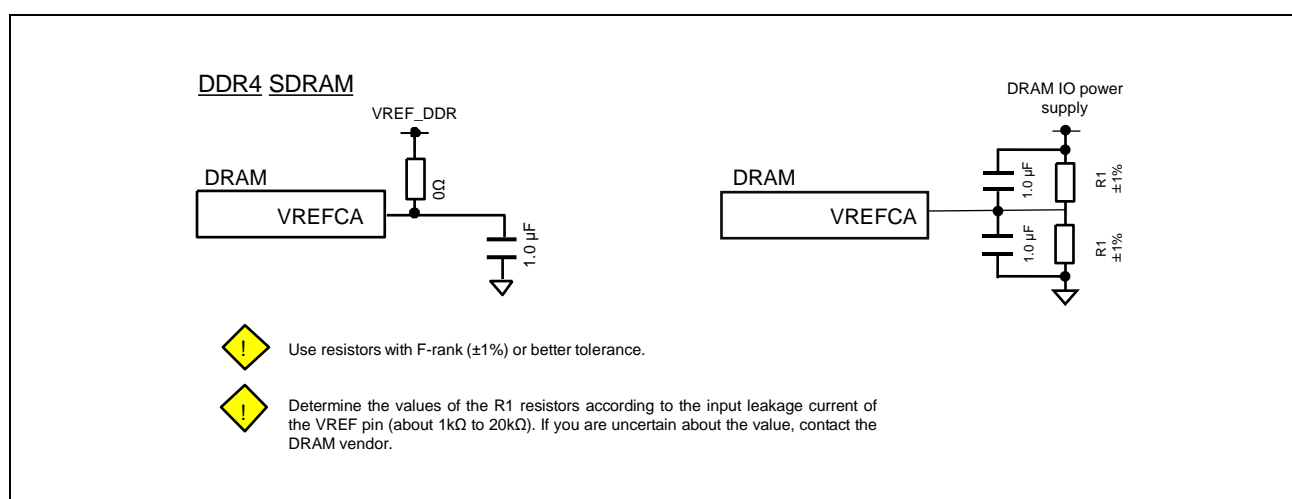 DDR4 SDRAM
VREF_DDR
0Ω
DRAM
VREFCA
1.0 µF
DRAM IO power
supply
DRAM
VREFCA
1.0 µF
R1
±1%
1.0 µF
R1
±1%
! Use resistors with F-rank (±1%) or better tolerance.
! Determine the values of the R1 resistors according to the input leakage current of
the VREF pin (about 1kΩ to 20kΩ). If you are uncertain about the value, contact the
DRAM vendor.